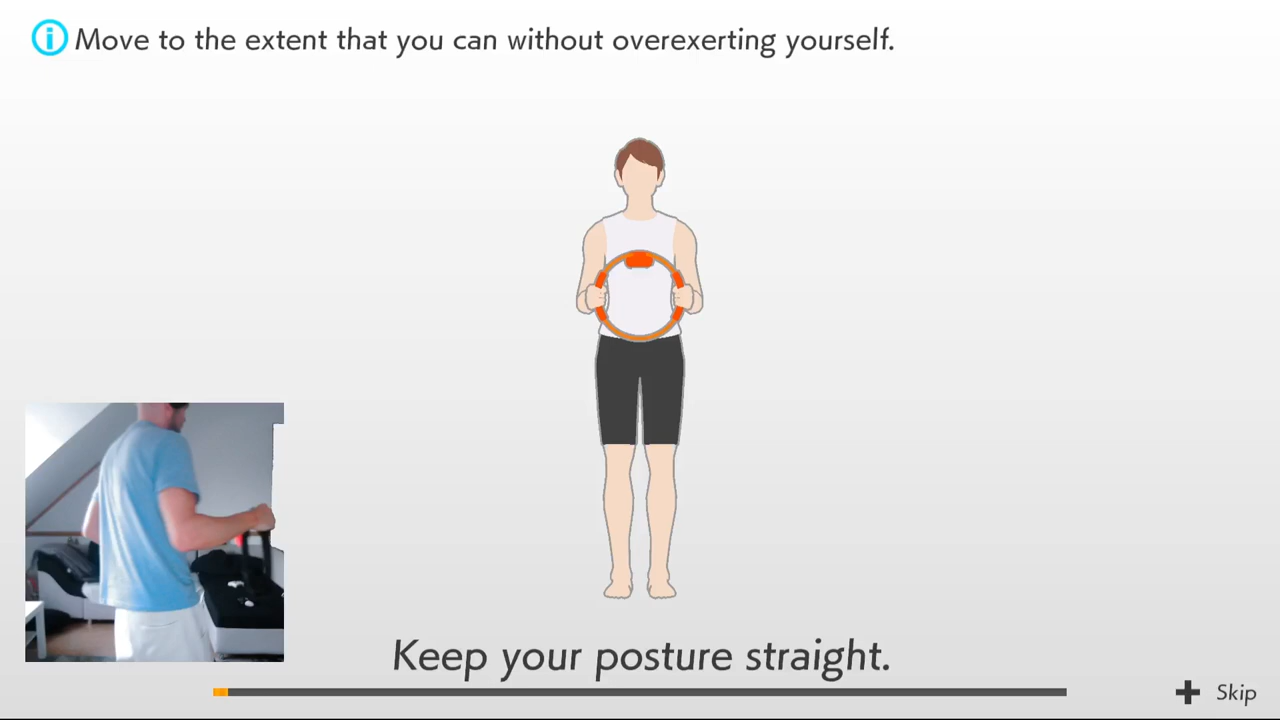 Move to the extent that you can without overexerting yourself.
Keep your posture straight.
Skip